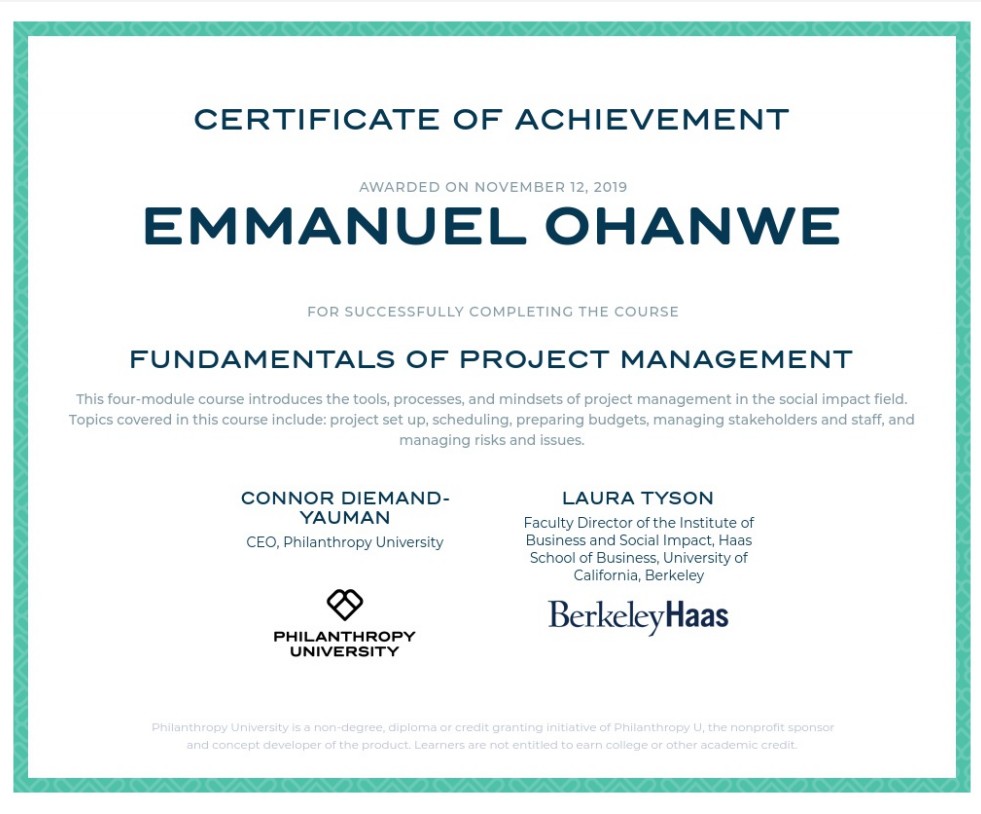 CERTIFICATE OF ACHIEVEMENT
AWARDED ON NOVEMBER 12, 2019
EMMANUEL OHANWE
FOR SUCCESSFULLY COMPLETING THE COURSE
FUNDAMENTALS OF PROJECT MANAGEMENT
This four-module course introduces the tools, processes, and mindsets of project management in the social impact field.
Topics covered in this course include: project set up, scheduling, preparing budgets, managing stakeholders and staff, and
managing risks and issues.
CONNOR DIEMAND-
YAUMAN
CEO, Philanthropy University
PHILANTHROPY
UNIVERSITY
LAURA TYSON
Faculty Director of the Institute of
Business and Social Impact, Haas
School of Business, University of
California, Berkeley
BerkeleyHaas
Philanthropy University is a non-degree, diploma or credit granting initiative of Philanthropy U, the nonprofit sponsor
and concept developer of the product. Learners are not entitled to earn college or other academic credit.